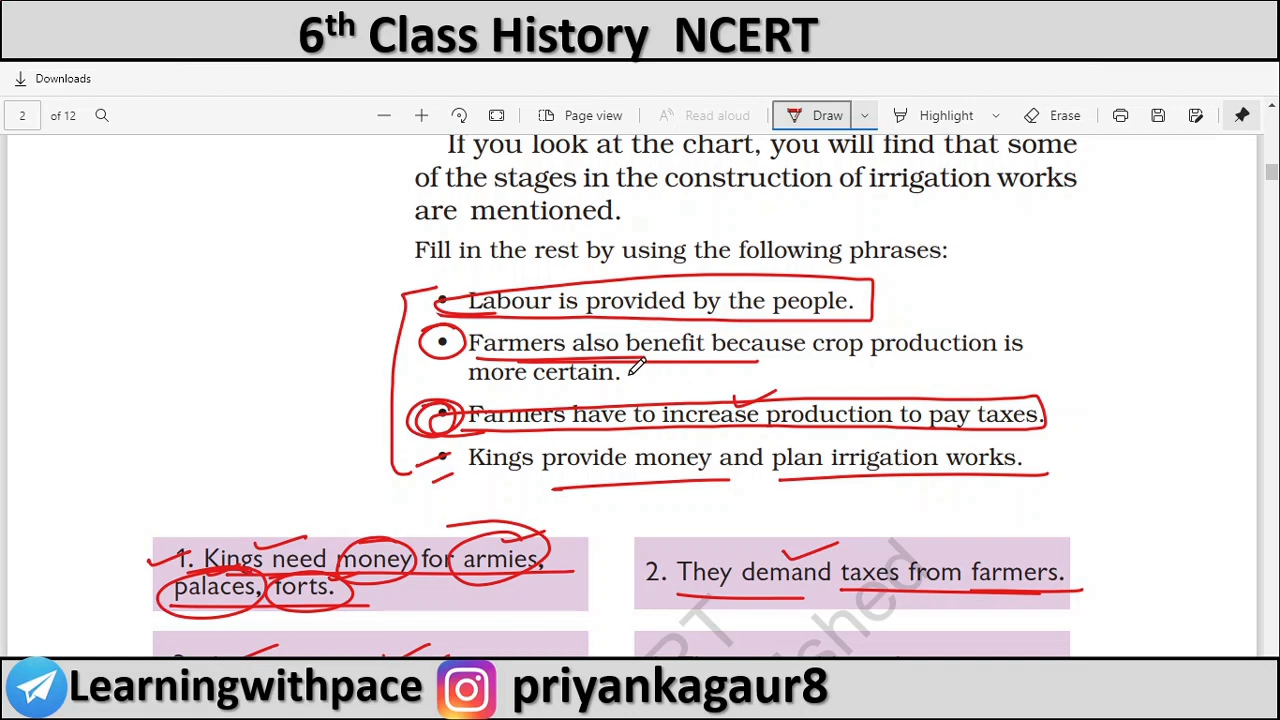 6th Class History NCERT
Downloads
2 of 12 Page view Read aloud Draw Highlight Erase
If you look at the chart, you will find that some
of the stages in the construction of irrigation works
are mentioned.
Fill in the rest by using the following phrases:
• Labour is provided by the people.
• Farmers also benefit because crop production is
more certain.
• Farmers have to increase production to pay taxes.
• Kings provide money and plan irrigation works.
1. Kings need money for armies,
palaces, forts.
2. They demand taxes from farmers.
Learningwithpace priyankagaur8